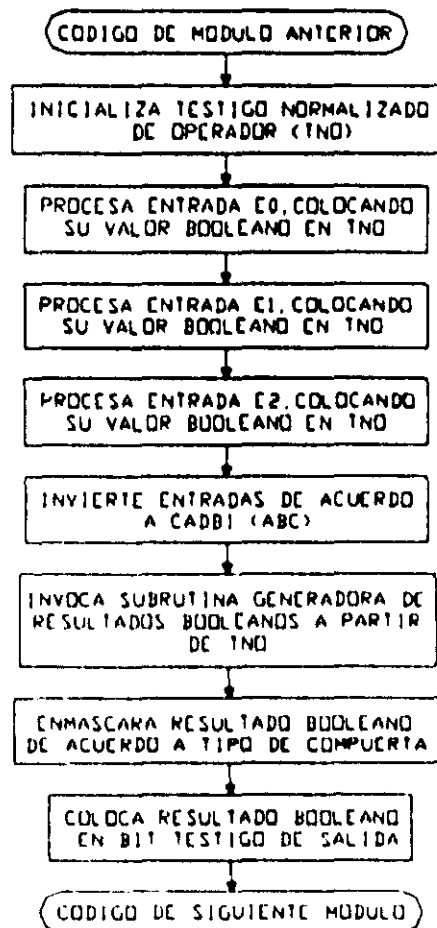 CODIGO DE MODULO ANTERIOR
INICIALIZA TESTIGO NORMALIZADO
DE OPERADOR (TNO)
PROCESA ENTRADA E0, COLOCANDO
SU VALOR BOOLEANO EN TNO
PROCESA ENTRADA E1, COLOCANDO
SU VALOR BOOLEANO EN TNO
PROCESA ENTRADA E2, COLOCANDO
SU VALOR BOOLEANO EN TNO
INVIERTE ENTRADAS DE ACUERDO
A CADBI (ABC)
INVOCA SUBRUTINA GENERADORA DE
RESULTADOS BOOLEANOS A PARTIR
DE TNO
ENMASCARA RESULTADO BOOLEANO
DE ACUERDO A TIPO DE COMPUERTA
COLOCA RESULTADO BOOLEANO
EN BIT TESTIGO DE SALIDA
CODIGO DE SIGUIENTE MODULO